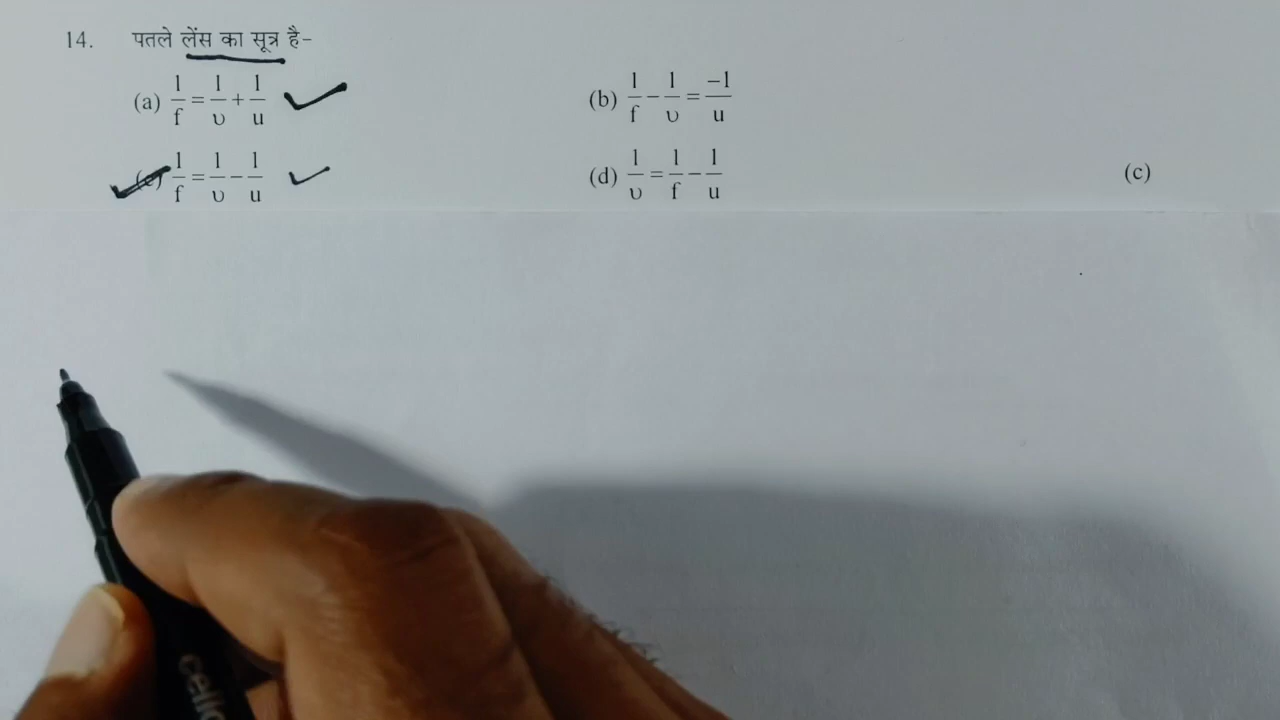 14. पतले लेंस का सूत्र है-
(a) 1/f = 1/υ + 1/u (b) 1/f - 1/υ = -1/u
(c) 1/f = 1/υ - 1/u (d) 1/υ = 1/f - 1/u (c)